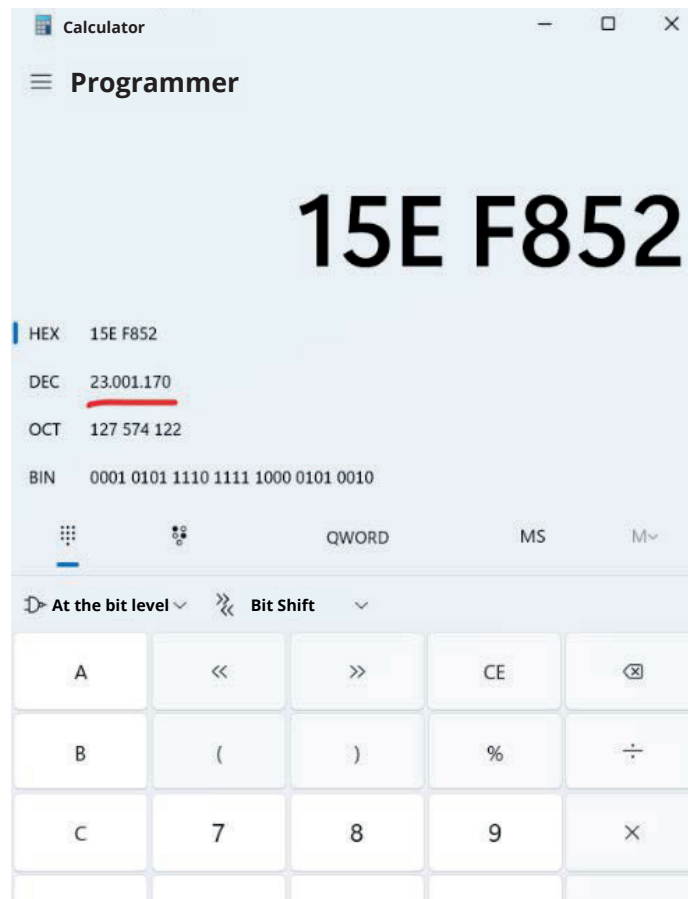 Calculator
Programmer
15E F852
HEX 15E F852
DEC 23.001.170
OCT 127 574 122
BIN 0001 0101 1110 1111 1000 0101 0010
QWORD MS M
At the bit level Bit Shift
A << >> CE
B ( ) % ÷
C 7 8 9 ×